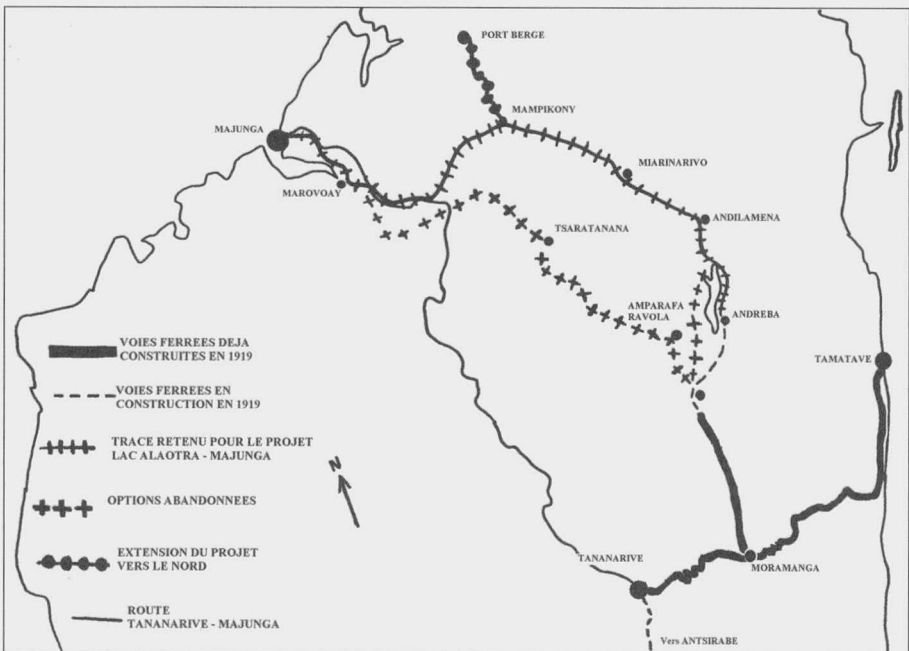 PORT BERGE
MAMPIKONY
MAJUNGA
MIARINARIVO
MAROVOAY
ANDILAMENA
TSARATANANA
AMPARAFA
RAVOLA
ANDREBA
TAMATAVE
VOIES FERREES DEJA
CONSTRUITES EN 1919
VOIES FERREES EN
CONSTRUCTION EN 1919
TRACE RETENU POUR LE PROJET
LAC ALAOTRA - MAJUNGA
N
OPTIONS ABANDONNEES
EXTENSION DU PROJET
VERS LE NORD
TANANARIVE
MORAMANGA
ROUTE
TANANARIVE - MAJUNGA
Vers ANTSIRABE